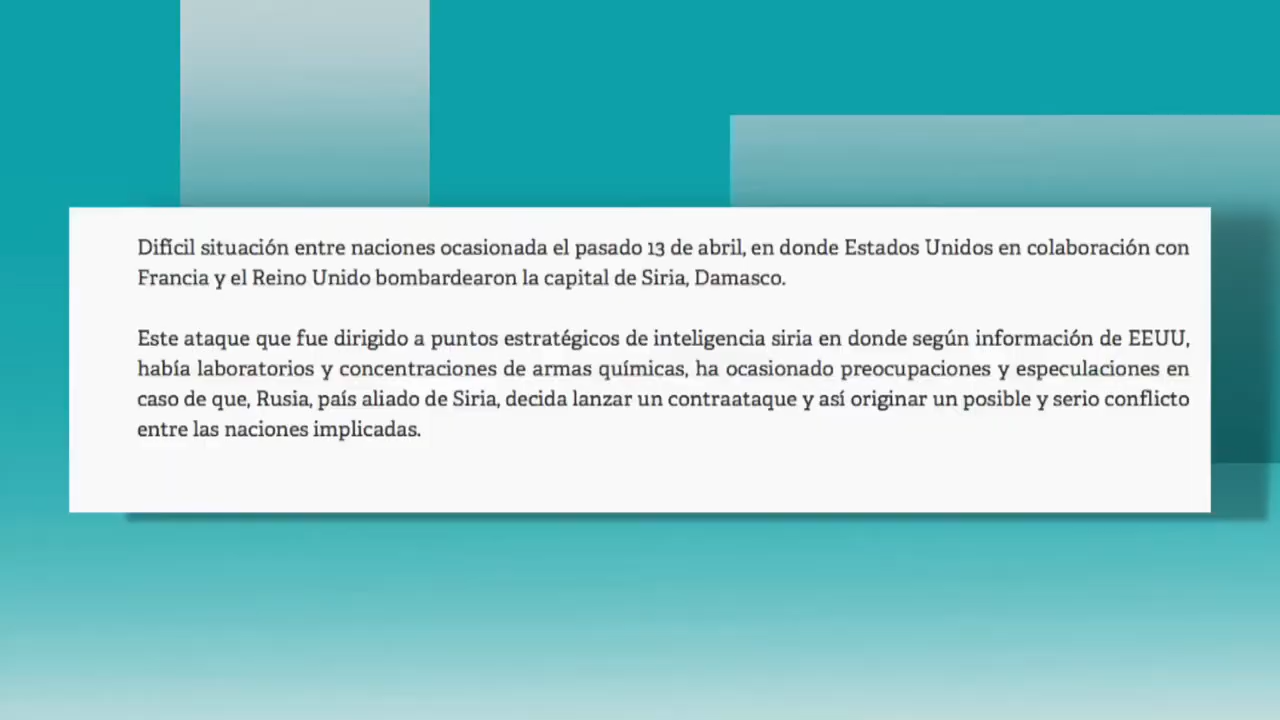 Difícil situación entre naciones ocasionada el pasado 13 de abril, en donde Estados Unidos en colaboración con
Francia y el Reino Unido bombardearon la capital de Siria, Damasco.
Este ataque que fue dirigido a puntos estratégicos de inteligencia siria en donde según información de EEUU,
había laboratorios y concentraciones de armas químicas, ha ocasionado preocupaciones y especulaciones en
caso de que, Rusia, país aliado de Siria, decida lanzar un contraataque y así originar un posible y serio conflicto
entre las naciones implicadas.